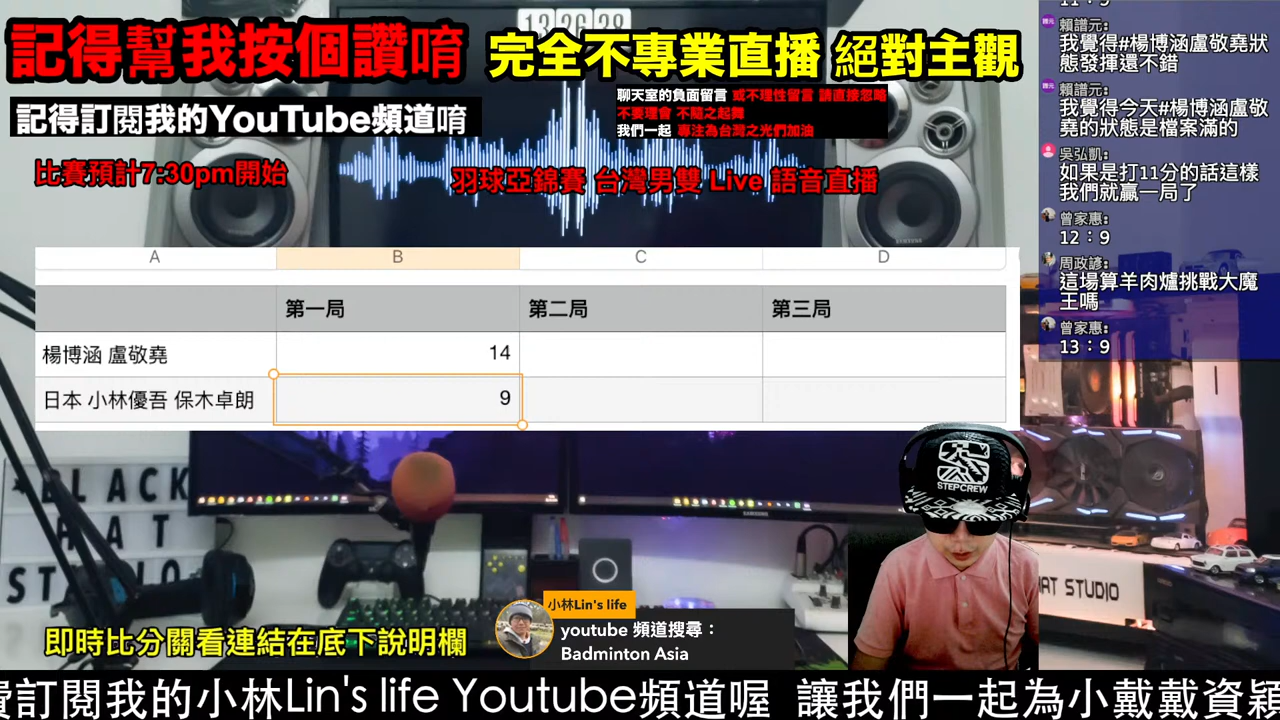 13 26 28
記得幫我按個讚唷
完全不專業直播 絕對主觀
記得訂閱我的YouTube頻道唷
聊天室的負面留言 或不理性留言 請直接忽略
不要理會 不隨之起舞
我們一起 專注為台灣之光們加油
比賽預計7:30pm開始
羽球亞錦賽 台灣男雙 Live 語音直播
A B C D
第一局 第二局 第三局
楊博涵 盧敬堯 14
日本 小林優吾 保木卓朗 9
11：9
賴譜元:
我覺得#楊博涵盧敬堯狀
態發揮還不錯
賴譜元:
我覺得今天#楊博涵盧敬
堯的狀態是檔案滿的
吳弘凱:
如果是打11分的話這樣
我們就贏一局了
曾家惠:
12：9
周政諺:
這場算羊肉爐挑戰大魔
王嗎
曾家惠:
13：9
BLACK
HAT
STUDIO
SAMSUNG
STEPCREW
HAT STUDIO
小林Lin's life
youtube 頻道搜尋：
Badminton Asia
即時比分關看連結在底下說明欄
費訂閱我的小林Lin's life Youtube頻道喔 讓我們一起為小戴戴資穎